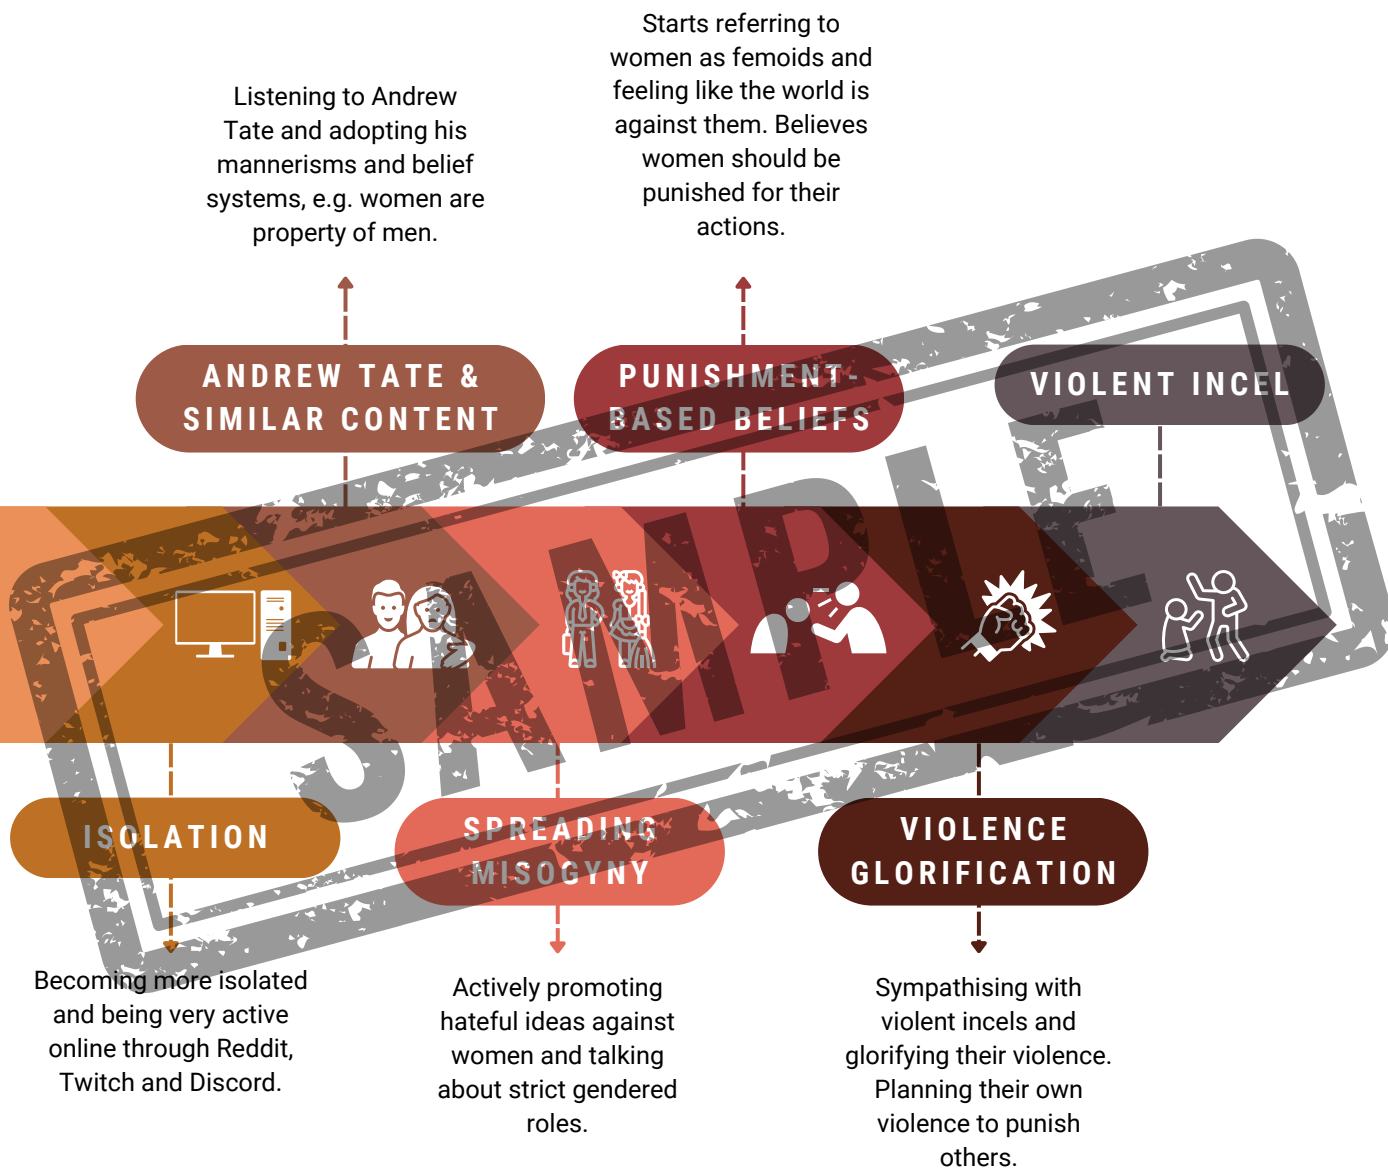 Starts referring to
women as femoids and
feeling like the world is
against them. Believes
women should be
punished for their
actions.
Listening to Andrew
Tate and adopting his
mannerisms and belief
systems, e.g. women are
property of men.
ANDREW TATE &
SIMILAR CONTENT
PUNISHMENT-
BASED BELIEFS
VIOLENT INCEL
SAMPLE
ISOLATION
SPREADING
MISOGYNY
VIOLENCE
GLORIFICATION
Becoming more isolated
and being very active
online through Reddit,
Twitch and Discord.
Actively promoting
hateful ideas against
women and talking
about strict gendered
roles.
Sympathising with
violent incels and
glorifying their violence.
Planning their own
violence to punish
others.